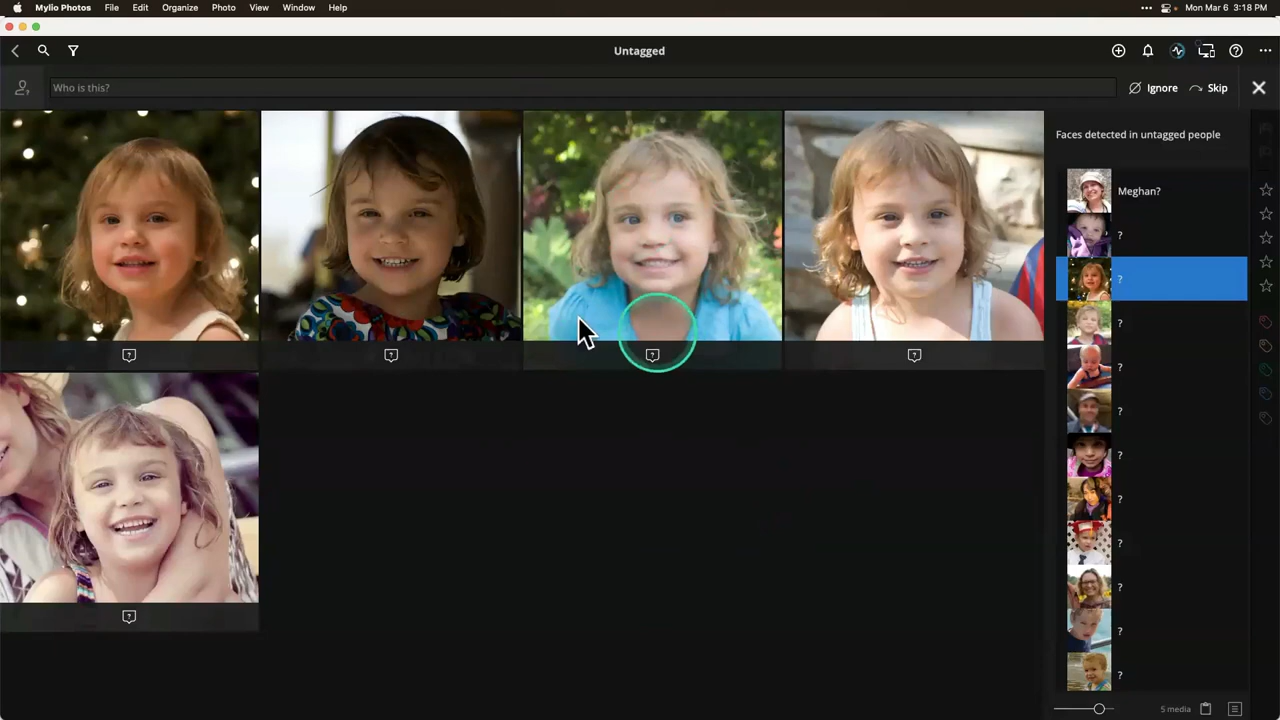 Mylio Photos File Edit Organize Photo View Window Help ••• Mon Mar 6 3:18 PM
Untagged
Who is this? Ignore Skip
Faces detected in untagged people
Meghan?
?
?
?
?
?
?
?
?
?
?
?
5 media